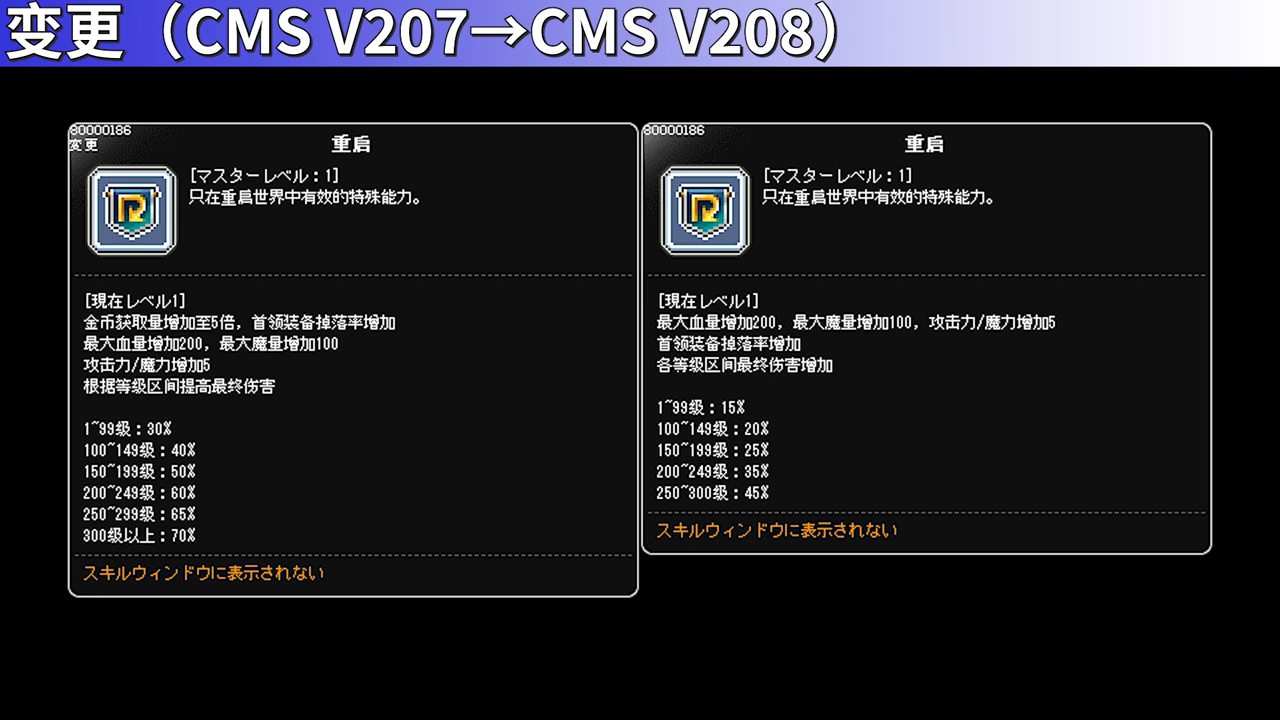 变更（CMS V207→CMS V208）
80000186
変更
重启
[マスターレベル：1]
只在重启世界中有效的特殊能力。
[現在レベル1]
金币获取量增加至5倍，首领装备掉落率增加
最大血量增加200，最大魔量增加100
攻击力/魔力增加5
根据等级区间提高最终伤害
1~99级：30%
100~149级：40%
150~199级：50%
200~249级：60%
250~299级：65%
300级以上：70%
スキルウィンドウに表示されない
80000186
重启
[マスターレベル：1]
只在重启世界中有效的特殊能力。
[現在レベル1]
最大血量增加200，最大魔量增加100，攻击力/魔力增加5
首领装备掉落率增加
各等级区间最终伤害增加
1~99级：15%
100~149级：20%
150~199级：25%
200~249级：35%
250~300级：45%
スキルウィンドウに表示されない